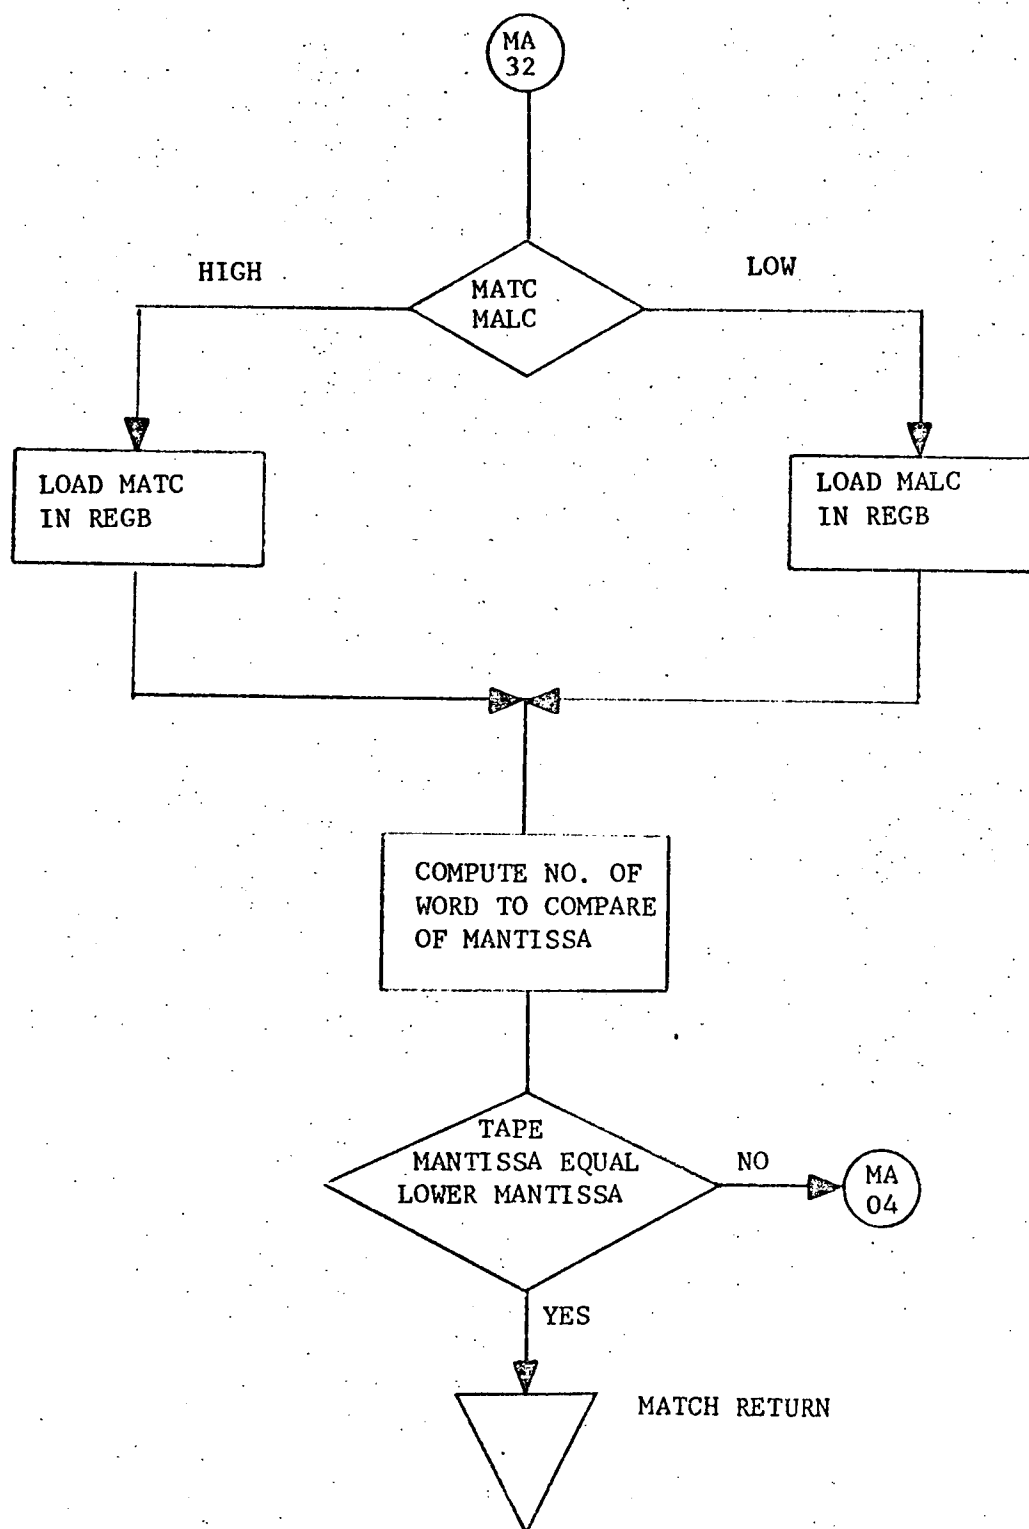 MA
32
HIGH
LOW
MATC
MALC
LOAD MATC
IN REGB
LOAD MALC
IN REGB
COMPUTE NO. OF
WORD TO COMPARE
OF MANTISSA
TAPE
MANTISSA EQUAL
LOWER MANTISSA
NO
MA
04
YES
MATCH RETURN